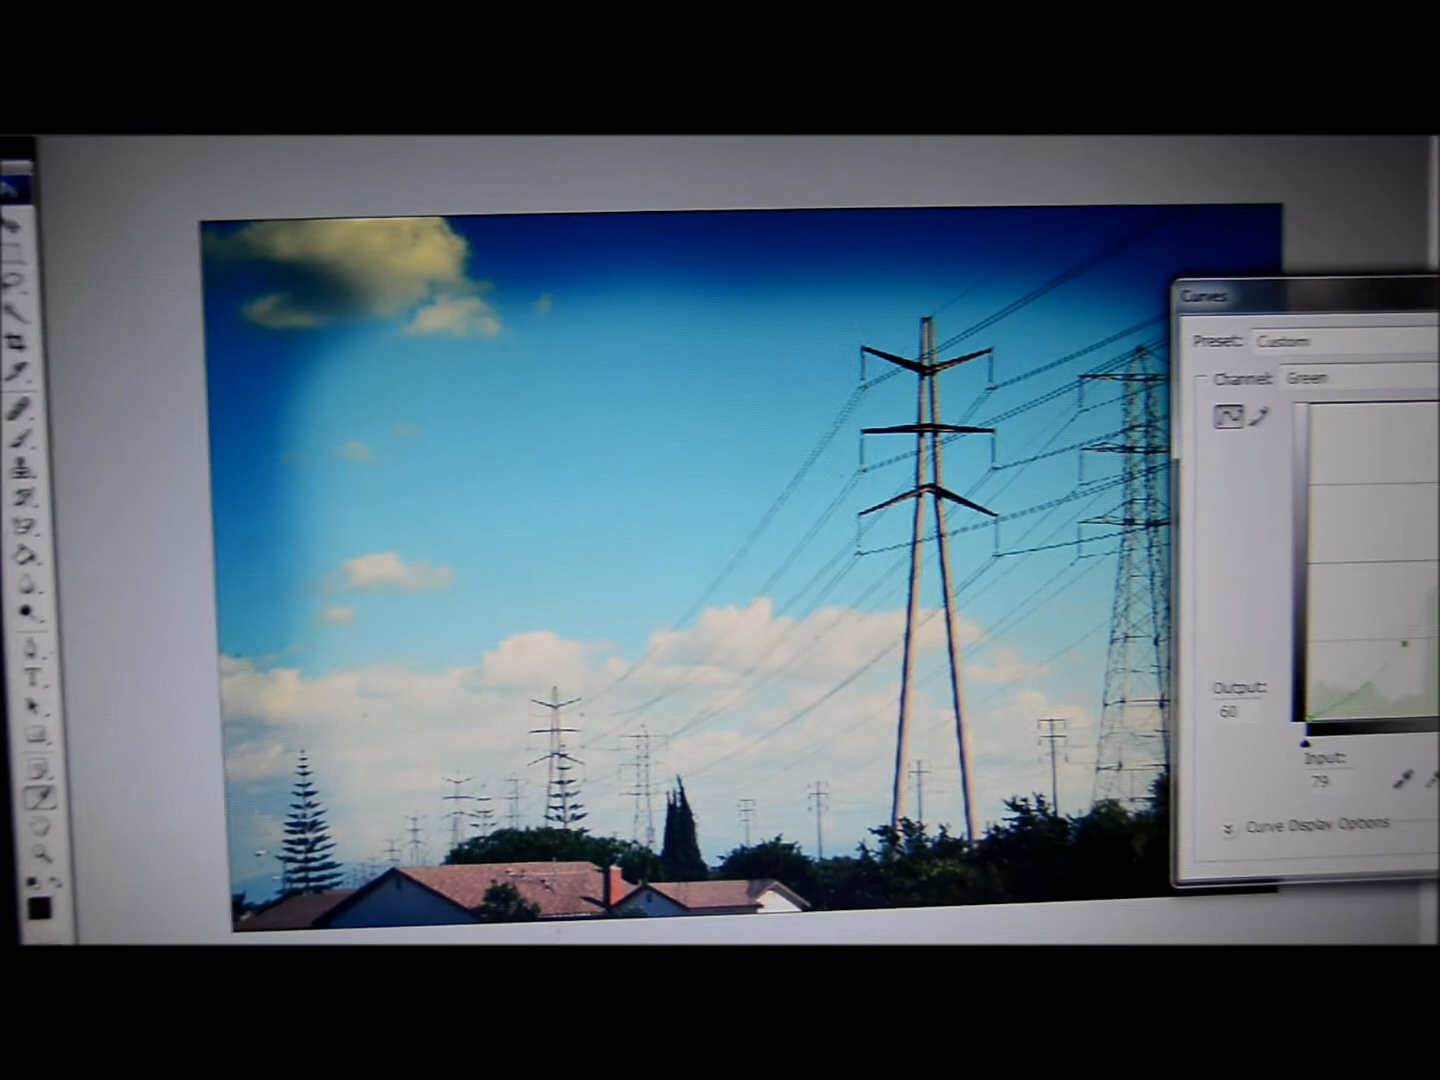 Curves
Preset: Custom
Channel: Green
Output:
60
Input:
79
Curve Display Options